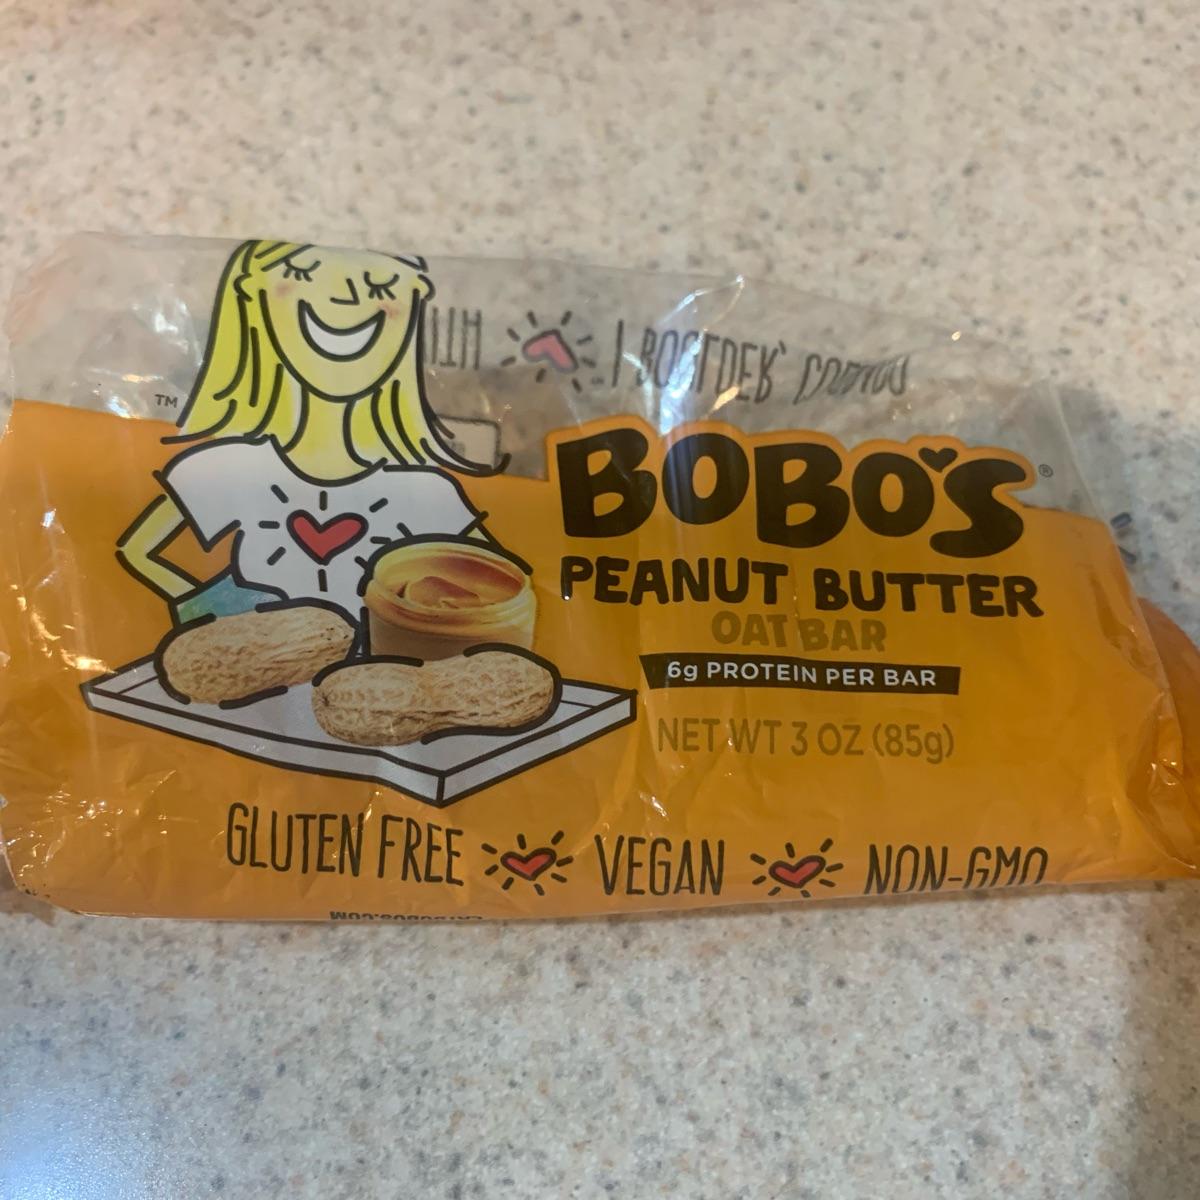 ™
BOBO'S®
PEANUT BUTTER
OAT BAR
6g PROTEIN PER BAR
NET WT 3 OZ (85g)
GLUTEN FREE VEGAN NON-GMO